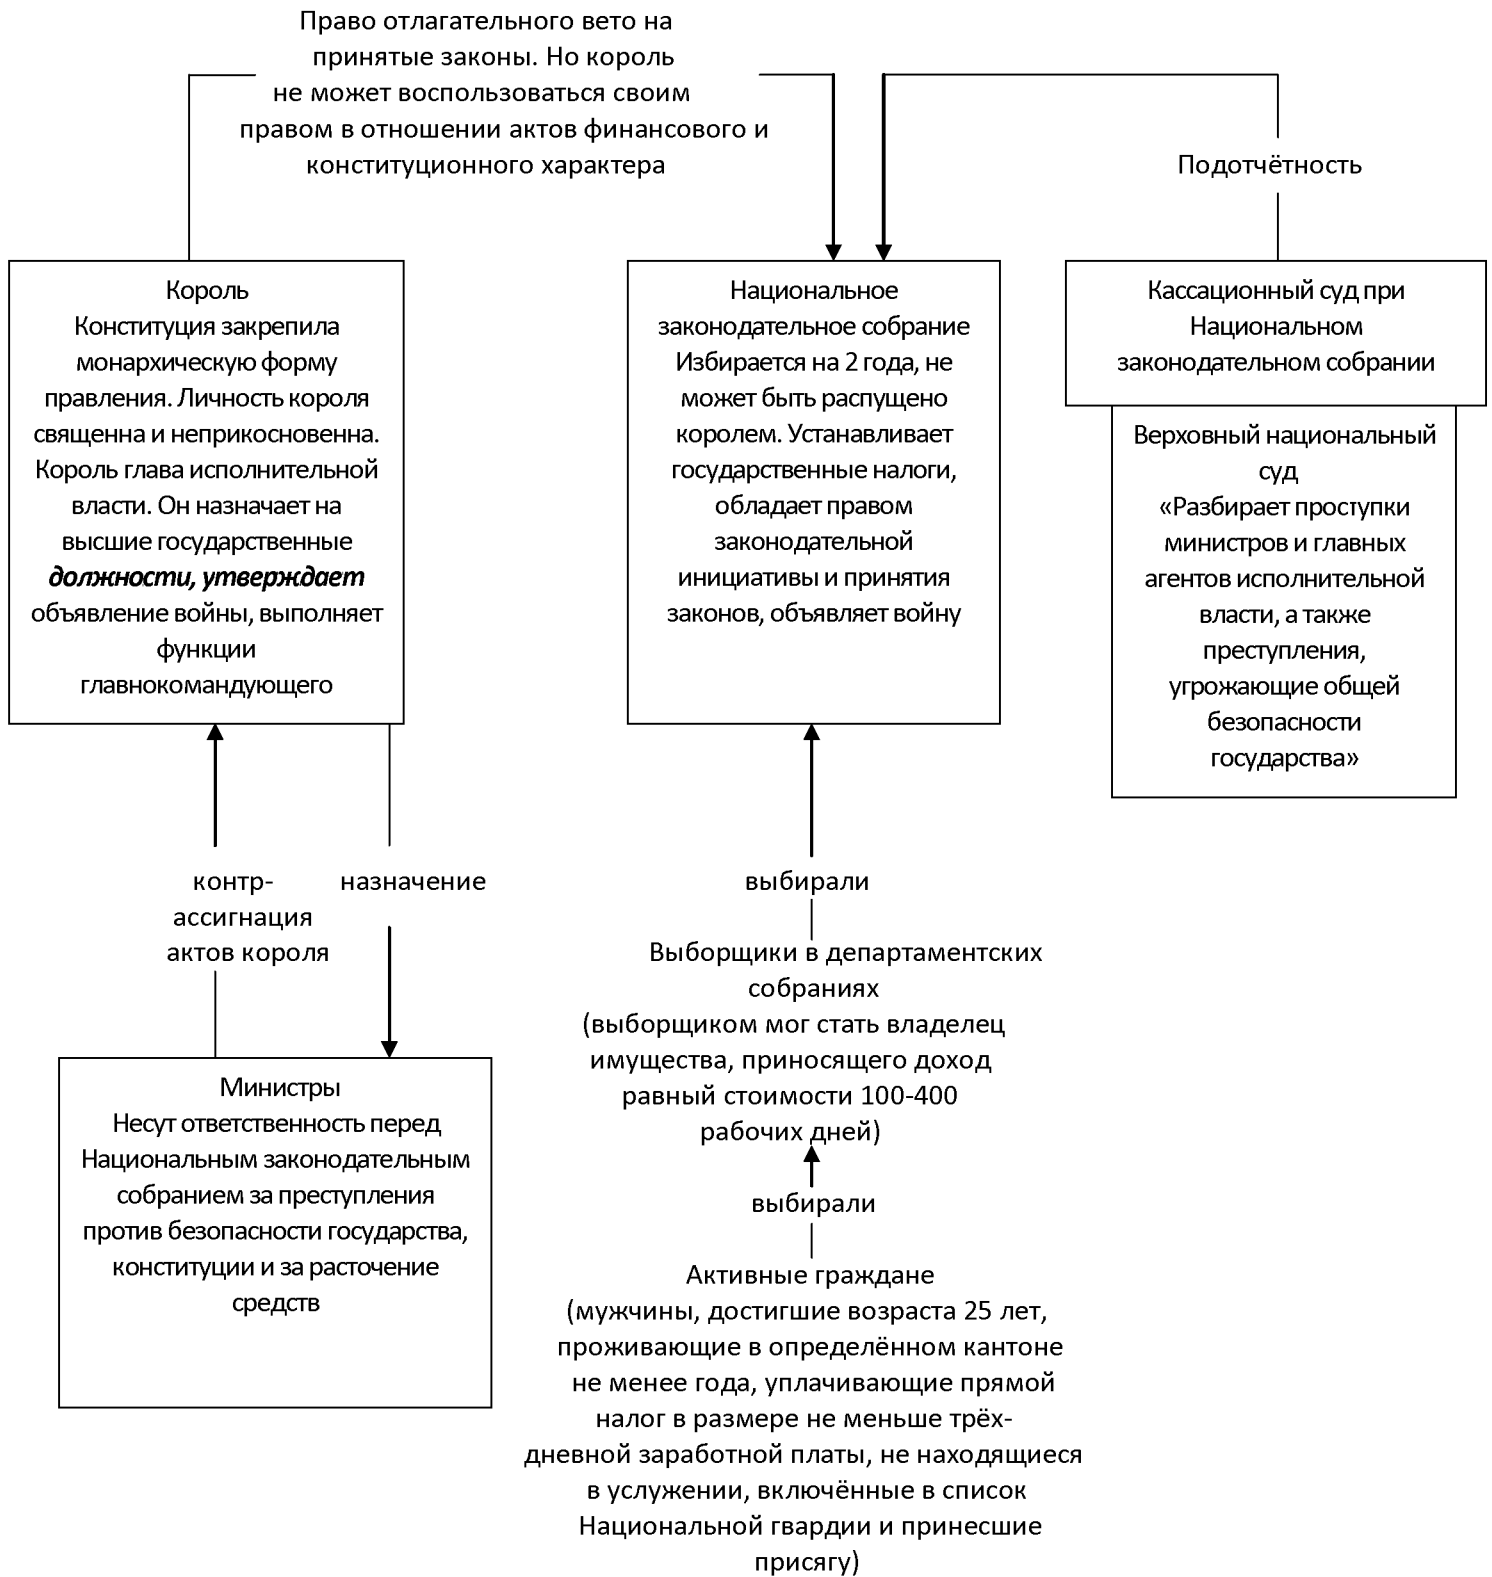 Право отлагательного вето на
принятые законы. Но король
не может воспользоваться своим
правом в отношении актов финансового и
конституционного характера
Подотчётность
Король
Конституция закрепила
монархическую форму
правления. Личность короля
священна и неприкосновенна.
Король глава исполнительной
власти. Он назначает на
высшие государственные
должности, утверждает
объявление войны, выполняет
функции
главнокомандующего
Национальное
законодательное собрание
Избирается на 2 года, не
может быть распущено
королем. Устанавливает
государственные налоги,
обладает правом
законодательной
инициативы и принятия
законов, объявляет войну
Кассационный суд при
Национальном
законодательном собрании
Верховный национальный
суд
«Разбирает проступки
министров и главных
агентов исполнительной
власти, а также
преступления,
угрожающие общей
безопасности
государства»
контр-
ассигнация
актов короля
назначение
выбирали
Выборщики в департаментских
собраниях
(выборщиком мог стать владелец
имущества, приносящего доход
равный стоимости 100-400
рабочих дней)
выбирали
Министры
Несут ответственность перед
Национальным законодательным
собранием за преступления
против безопасности государства,
конституции и за расточение
средств
Активные граждане
(мужчины, достигшие возраста 25 лет,
проживающие в определённом кантоне
не менее года, уплачивающие прямой
налог в размере не меньше трёх-
дневной заработной платы, не находящиеся
в услужении, включённые в список
Национальной гвардии и принесшие
присягу)